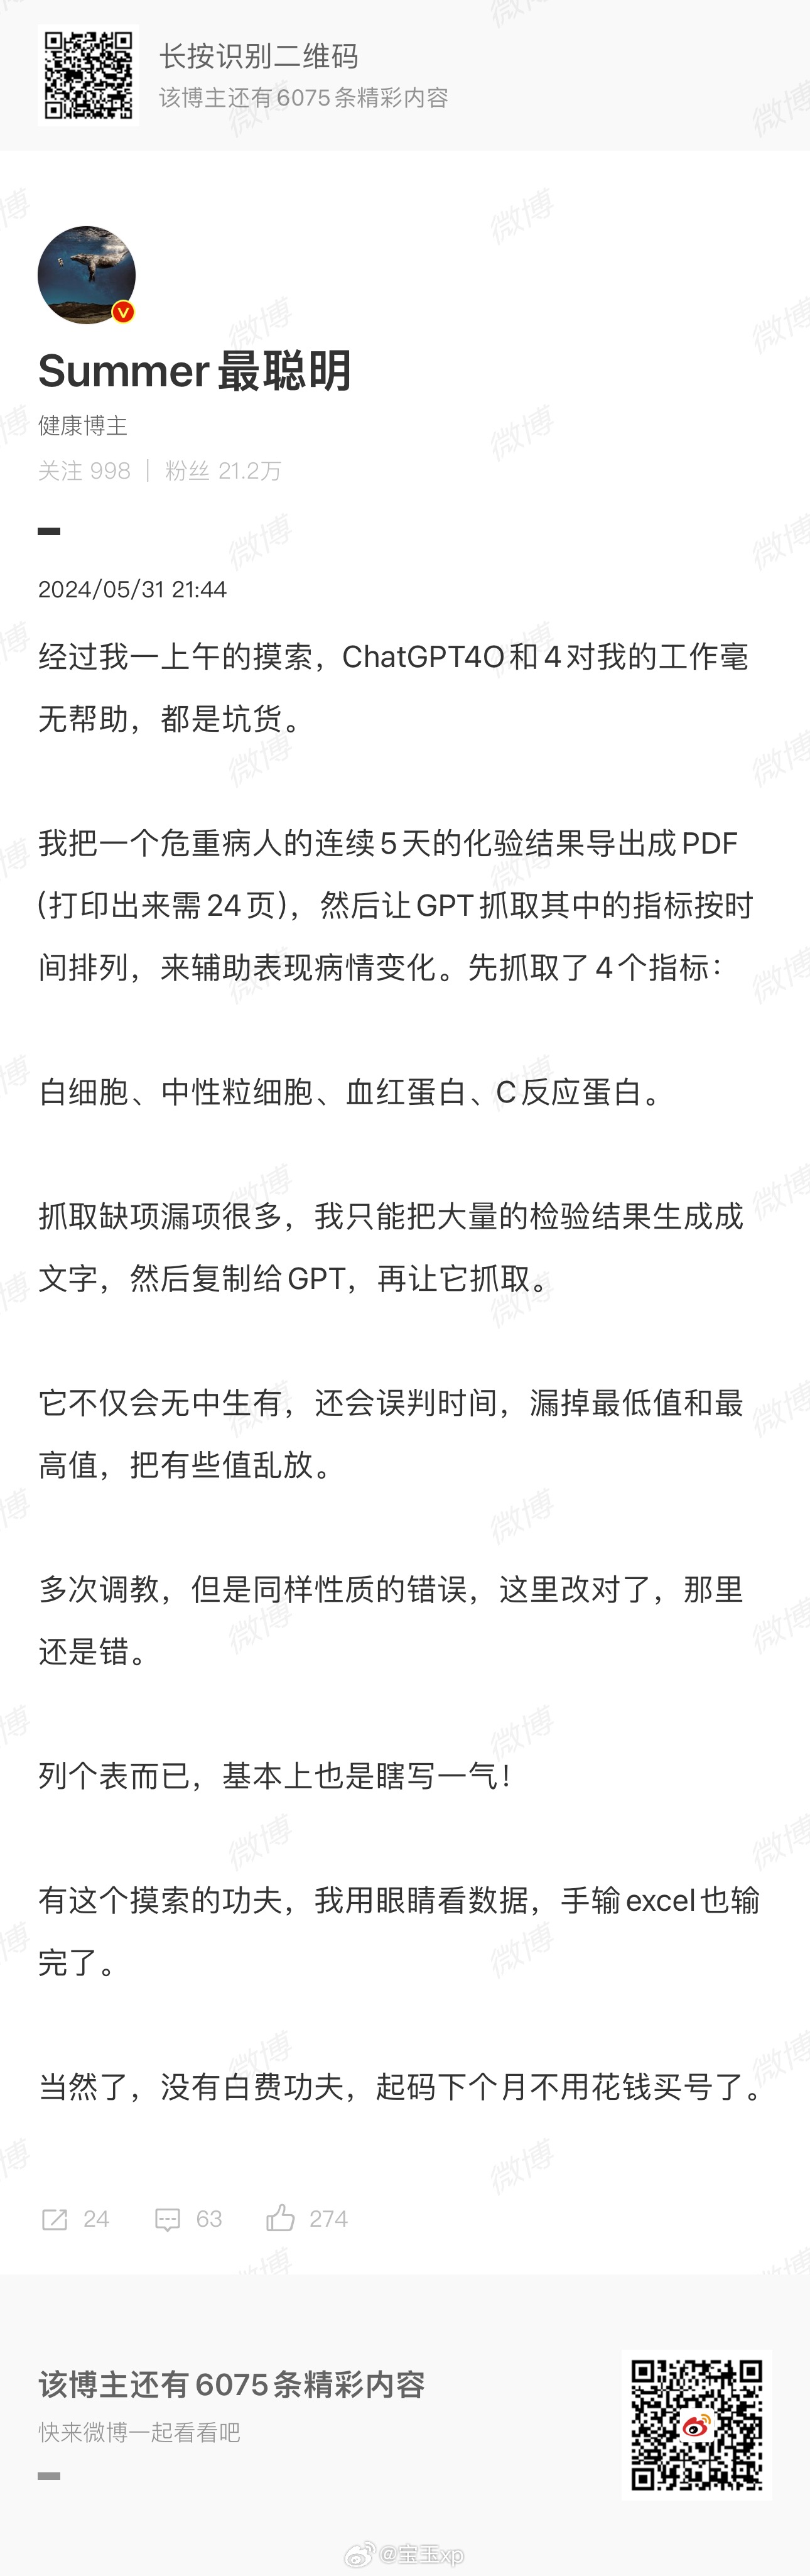 长按识别二维码
该博主还有6075条精彩内容
Summer最聪明
健康博主
关注 998 | 粉丝 21.2万
2024/05/31 21:44
经过我一上午的摸索，ChatGPT4O和4对我的工作毫
无帮助，都是坑货。
我把一个危重病人的连续5天的化验结果导出成PDF
(打印出来需24页)，然后让GPT抓取其中的指标按时
间排列，来辅助表现病情变化。先抓取了4个指标：
白细胞、中性粒细胞、血红蛋白、C反应蛋白。
抓取缺项漏项很多，我只能把大量的检验结果生成成
文字，然后复制给GPT，再让它抓取。
它不仅会无中生有，还会误判时间，漏掉最低值和最
高值，把有些值乱放。
多次调教，但是同样性质的错误，这里改对了，那里
还是错。
列个表而已，基本上也是瞎写一气！
有这个摸索的功夫，我用眼睛看数据，手输excel也输
完了。
当然了，没有白费功夫，起码下个月不用花钱买号了。
24 63 274
该博主还有6075条精彩内容
快来微博一起看看吧
@宝玉xp
微博